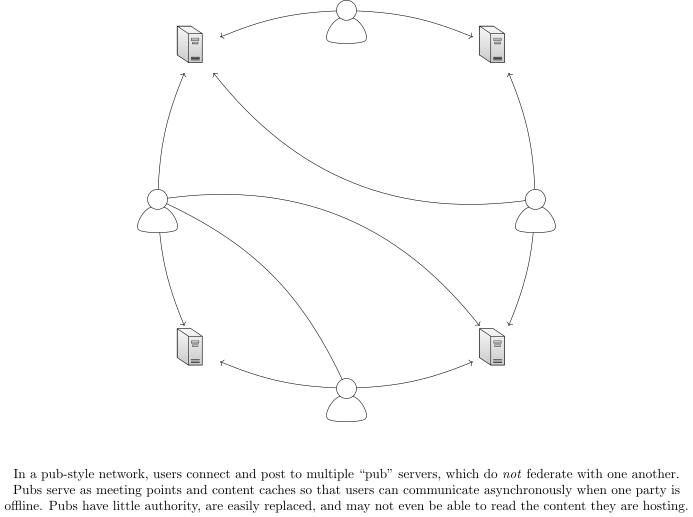 In a pub-style network, users connect and post to multiple “pub” servers, which do not federate with one another.
Pubs serve as meeting points and content caches so that users can communicate asynchronously when one party is
offline. Pubs have little authority, are easily replaced, and may not even be able to read the content they are hosting.